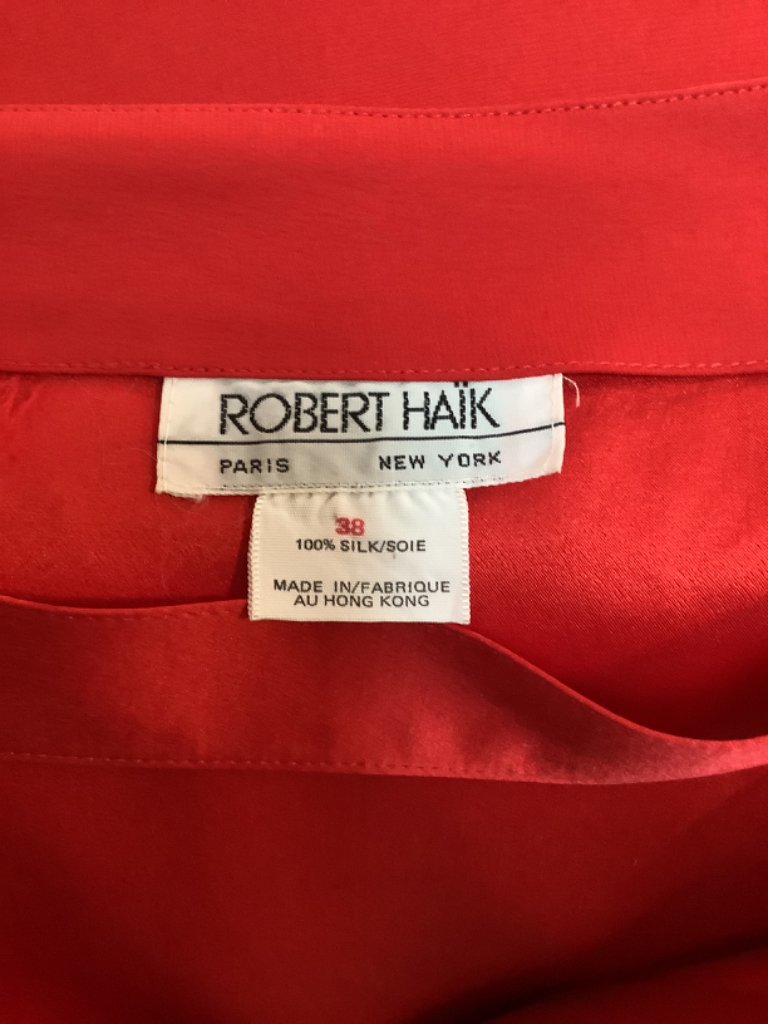 ROBERT HAÏK
PARIS NEW YORK
38
100% SILK/SOIE
MADE IN/FABRIQUE
AU HONG KONG